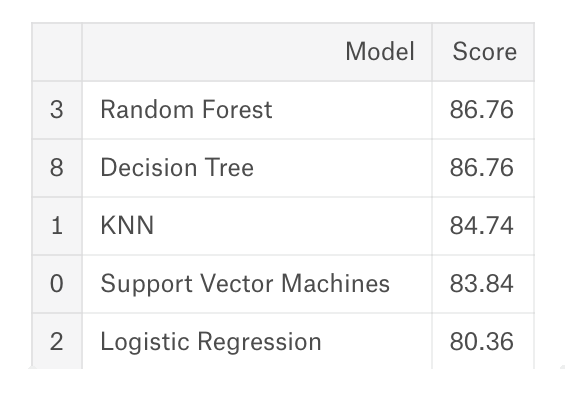 Model Score
3 Random Forest 86.76
8 Decision Tree 86.76
1 KNN 84.74
0 Support Vector Machines 83.84
2 Logistic Regression 80.36